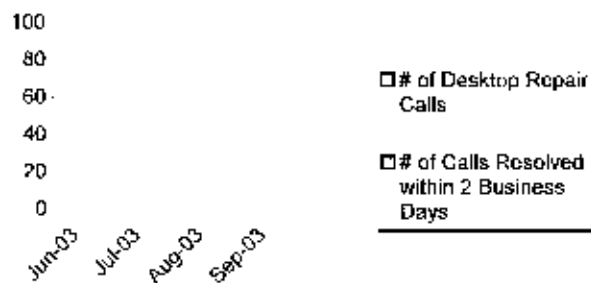 100
80
60
40
20
0
Jun-03
Jul-03
Aug-03
Sep-03
# of Desktop Repair
Calls
# of Calls Resolved
within 2 Business
Days